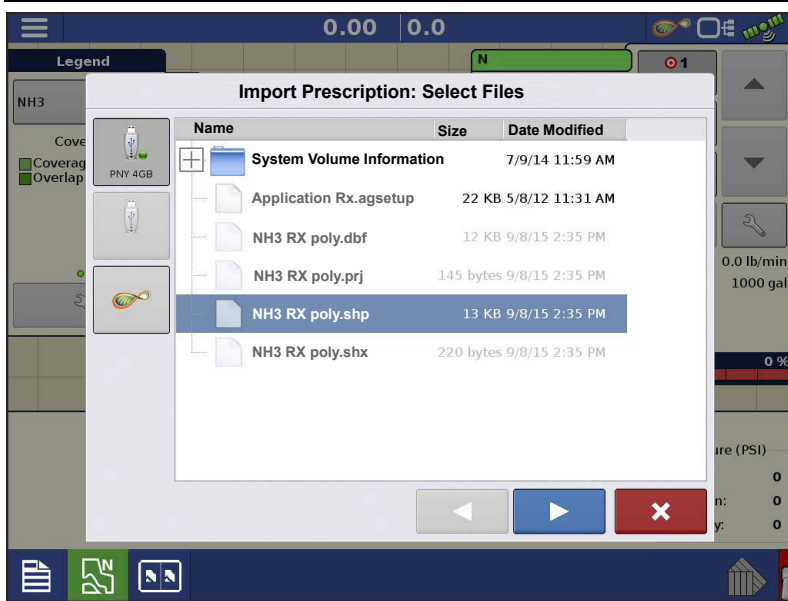 0.00 0.0
Legend
N
1
NH3
Import Prescription: Select Files
Name Size Date Modified
System Volume Information 7/9/14 11:59 AM
Application Rx.agsetup 22 KB 5/8/12 11:31 AM
NH3 RX poly.dbf 12 KB 9/8/15 2:35 PM
NH3 RX poly.prj 145 bytes 9/8/15 2:35 PM
NH3 RX poly.shp 13 KB 9/8/15 2:35 PM
NH3 RX poly.shx 220 bytes 9/8/15 2:35 PM
PNY 4GB
Cove
Coverag
Overlap
0.0 lb/min
1000 gal
0 %
ure (PSI)
0
n: 0
y: 0
N
N N